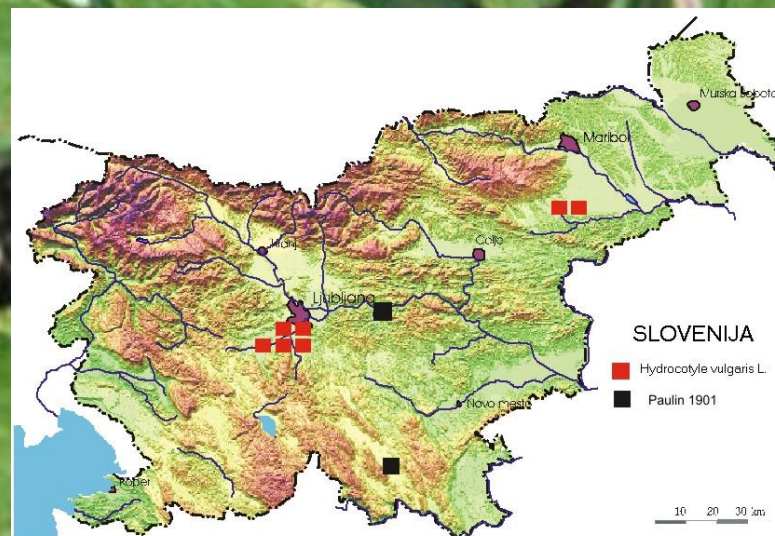 Murska Sobota
Maribor
Kranj
Celje
Ljubljana
SLOVENIJA
Hydrocotyle vulgaris L.
Paulin 1901
Novo mesto
Koper
10 20 30 km